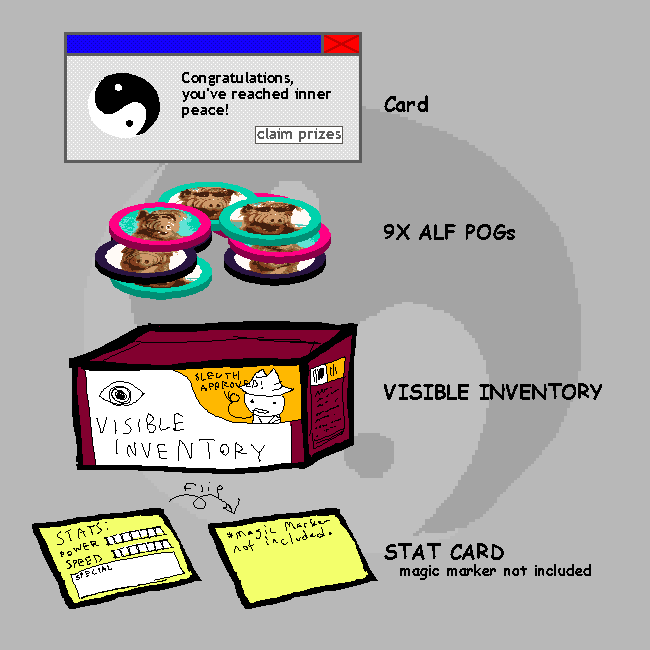 Congratulations,
you've reached inner
peace!
claim prizes
Card
9X ALF POGs
SLEUTH
APPROVED!
VISIBLE
INVENTORY
VISIBLE INVENTORY
Flip
STATS:
POWER
SPEED
SPECIAL
*Magic Marker
not included.
STAT CARD
magic marker not included